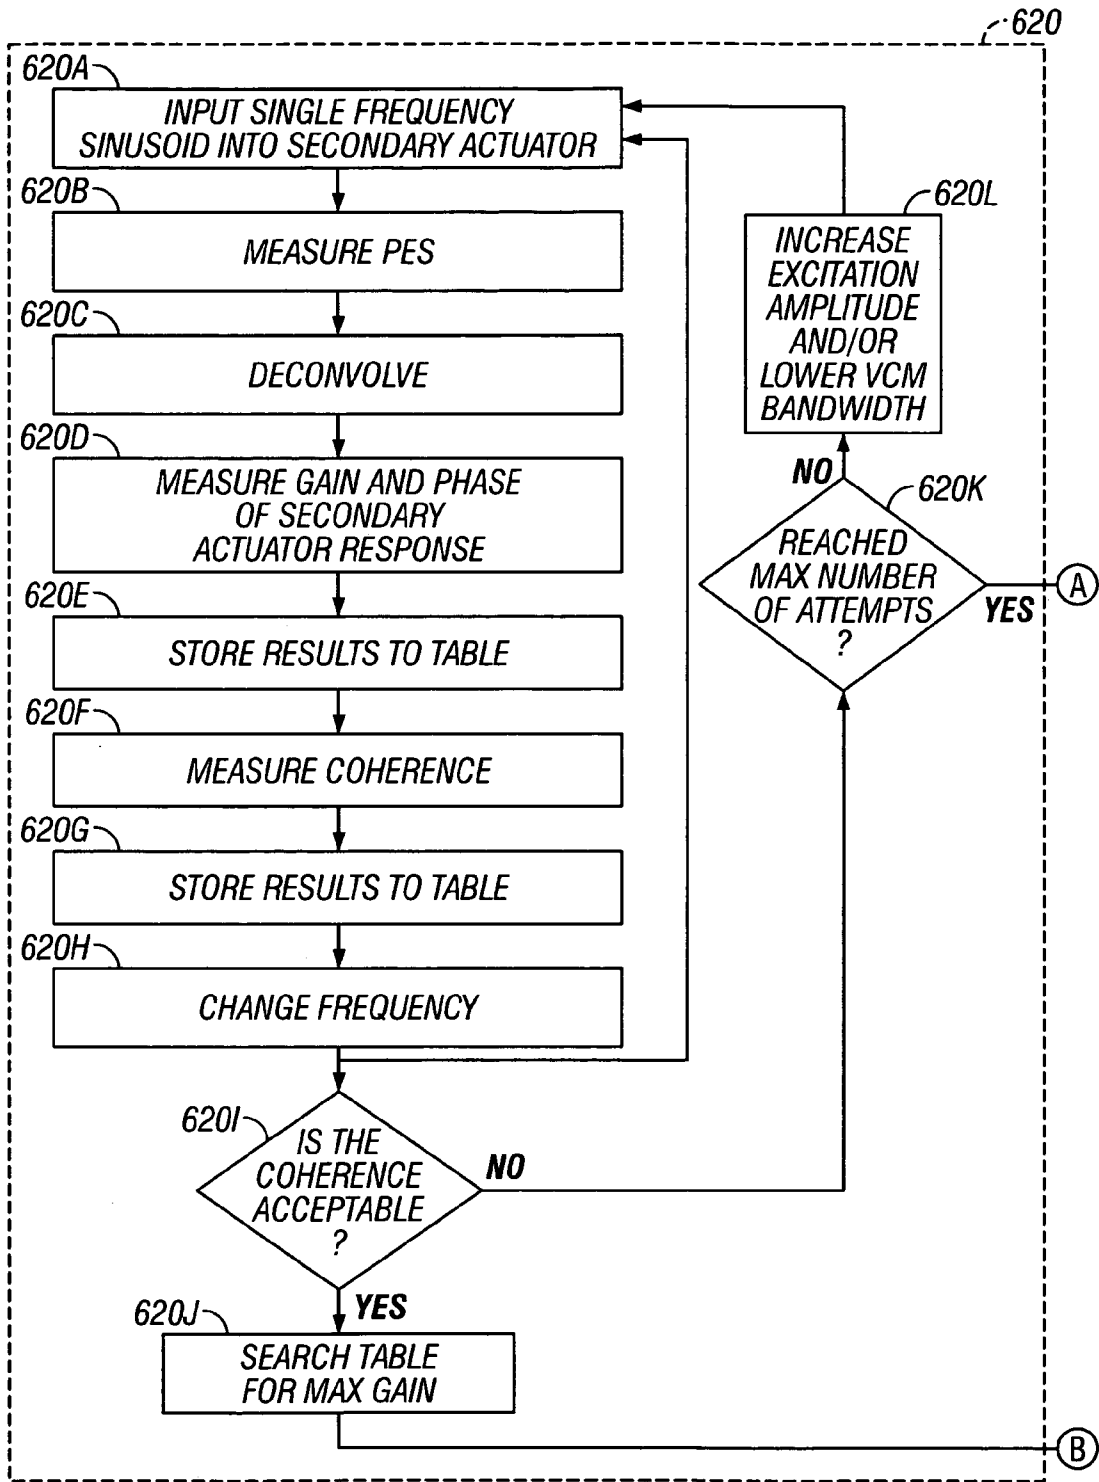 620
620A
INPUT SINGLE FREQUENCY
SINUSOID INTO SECONDARY ACTUATOR
620B
MEASURE PES
620C
DECONVOLVE
620D
MEASURE GAIN AND PHASE
OF SECONDARY
ACTUATOR RESPONSE
620E
STORE RESULTS TO TABLE
620F
MEASURE COHERENCE
620G
STORE RESULTS TO TABLE
620H
CHANGE FREQUENCY
620I
IS THE
COHERENCE
ACCEPTABLE
?
NO
YES
620J
SEARCH TABLE
FOR MAX GAIN
B
620L
INCREASE
EXCITATION
AMPLITUDE
AND/OR
LOWER VCM
BANDWIDTH
NO
620K
REACHED
MAX NUMBER
OF ATTEMPTS
?
YES
A